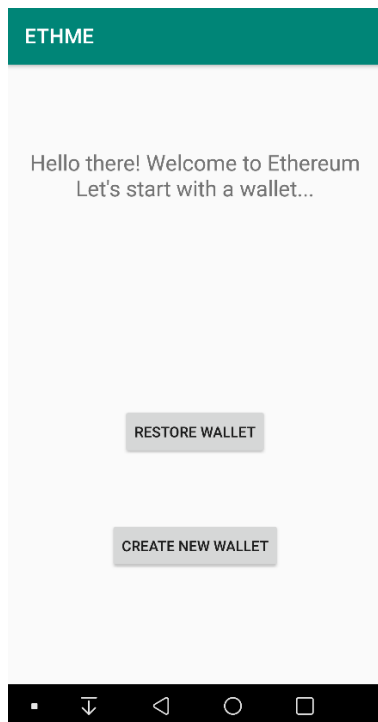 ETHME
Hello there! Welcome to Ethereum
Let's start with a wallet...
RESTORE WALLET
CREATE NEW WALLET